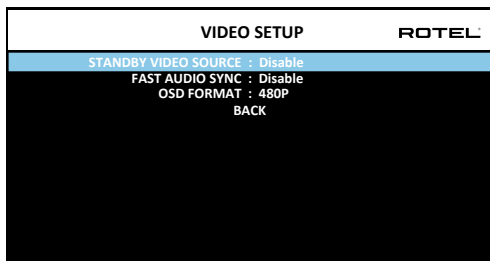 VIDEO SETUP ROTEL
STANDBY VIDEO SOURCE : Disable
FAST AUDIO SYNC : Disable
OSD FORMAT : 480P
BACK